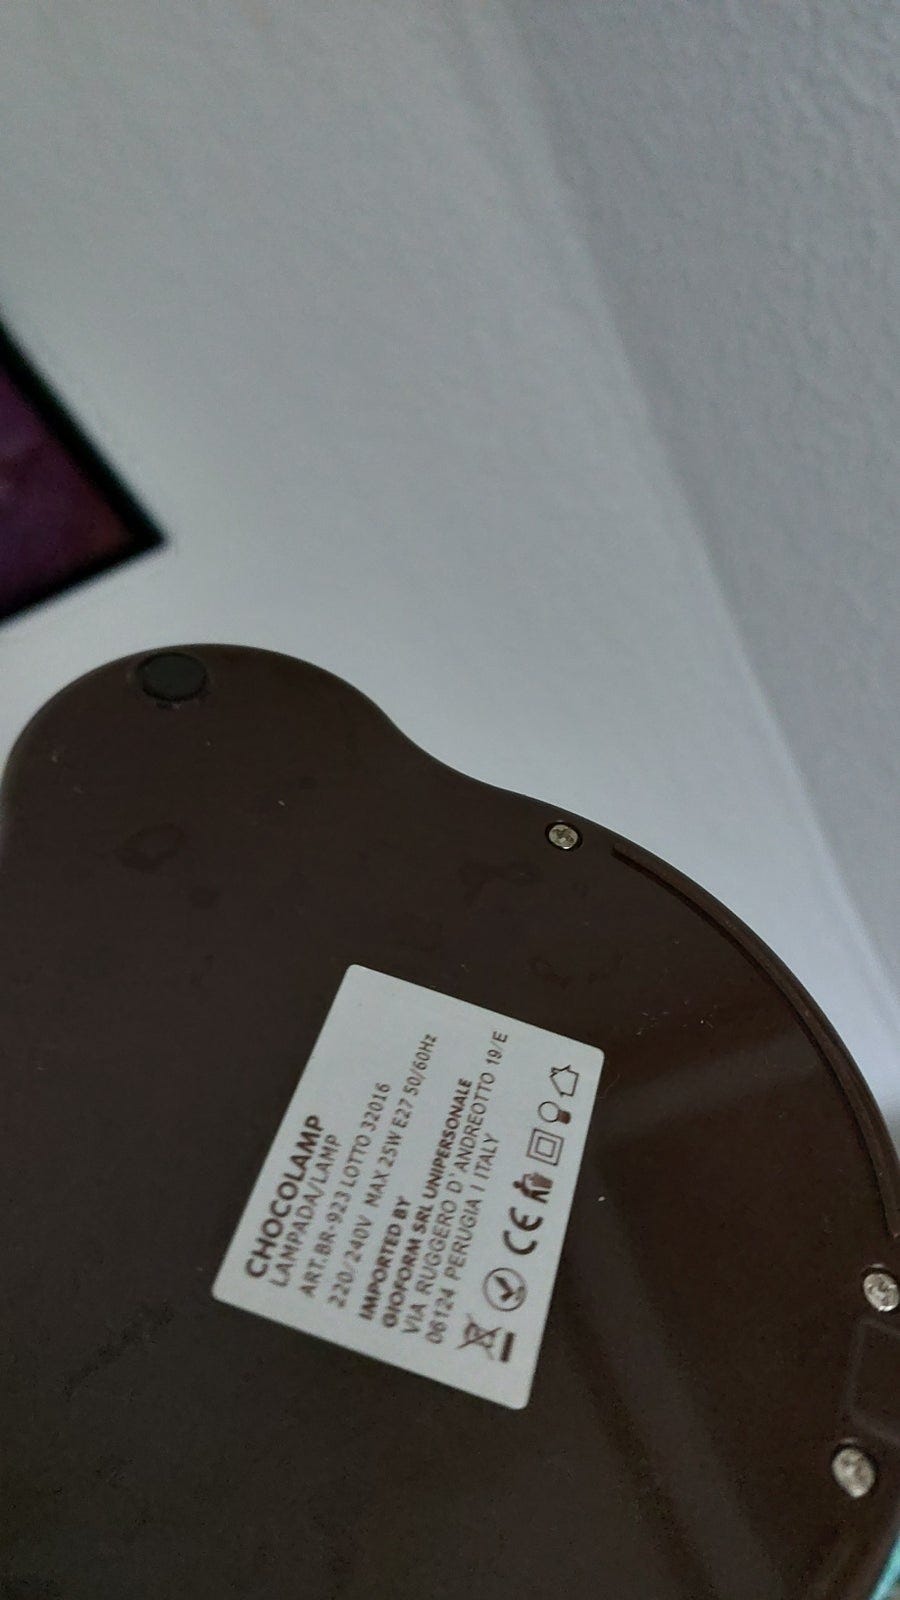 CHOCOLAMP
LAMPADA/LAMP
ART.BR-923 LOTTO 32016
220/240V MAX 25W E27 50/60Hz
IMPORTED BY
GIOFORM SRL UNIPERSONALE
VIA RUGGERO D'ANDREOTTO 19/E
06124 PERUGIA I ITALY
CE